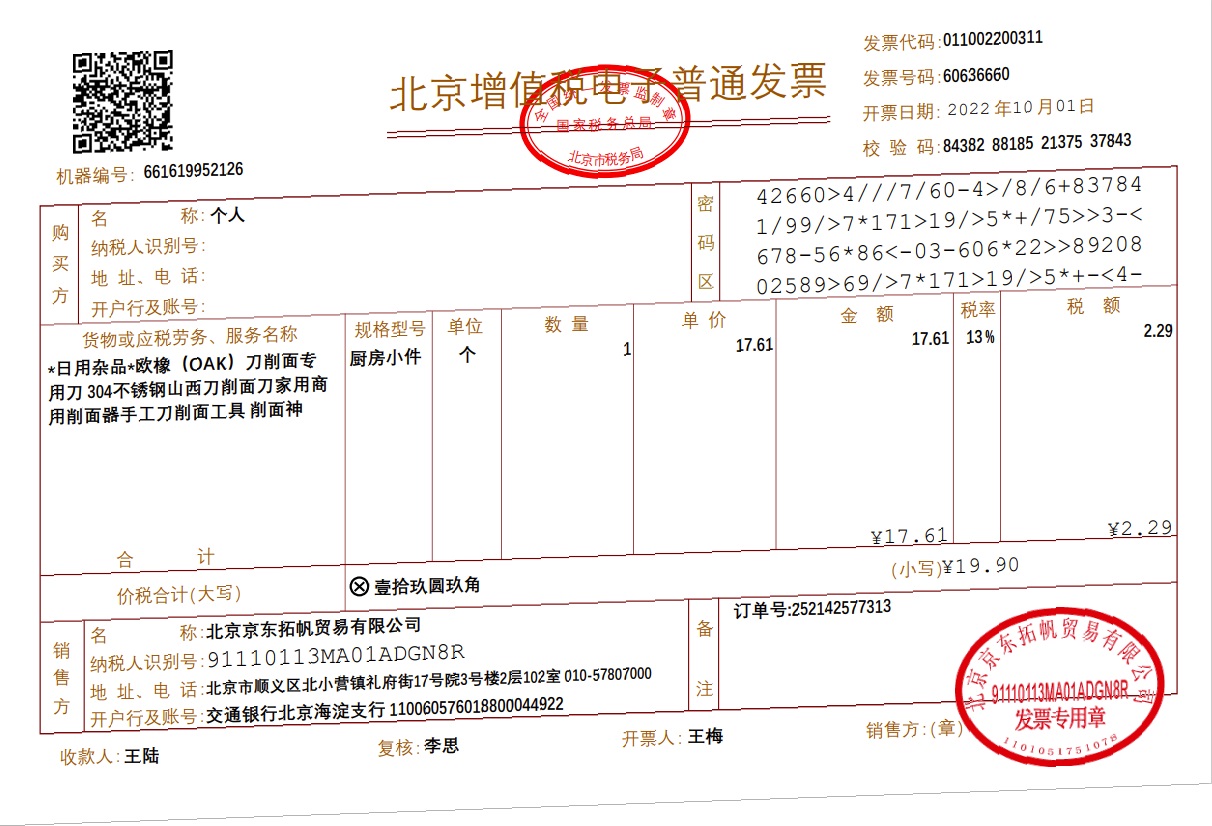 北京增值税电子普通发票
全国统一发票监制章
国家税务总局
北京市税务局
发票代码:011002200311
发票号码:60636660
开票日期: 2022 年10 月01日
校 验 码:84382 88185 21375 37843
机器编号: 661619952126
购买方
名 称: 个人
纳税人识别号:
地 址、电 话:
开户行及账号:
密码区
42660>4///7/60-4>/8/6+83784
1/99/>7*171>19/>5*+/75>>3-<
678-56*86<-03-606*22>>89208
02589>69/>7*171>19/>5*+-<4-
货物或应税劳务、服务名称 规格型号 单位 数 量 单 价 金 额 税率 税 额
*日用杂品*欧橡（OAK）刀削面专 厨房小件 个 1 17.61 17.61 13% 2.29
用刀 304不锈钢山西刀削面刀家用商
用削面器手工刀削面工具 削面神
合 计 ¥17.61 ¥2.29
价税合计(大写) ⊗ 壹拾玖圆玖角 (小写)¥19.90
销售方
名 称:北京京东拓帆贸易有限公司
纳税人识别号:91110113MA01ADGN8R
地 址、电 话:北京市顺义区北小营镇礼府街17号院3号楼2层102室 010-57807000
开户行及账号:交通银行北京海淀支行 110060576018800044922
备注
订单号:252142577313
收款人: 王陆 复核: 李思 开票人: 王梅 销售方: (章)
北京京东拓帆贸易有限公司
91110113MA01ADGN8R
发票专用章
1101051751078